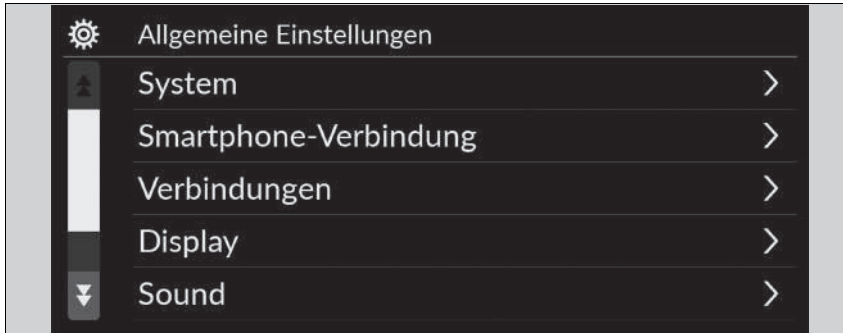 Allgemeine Einstellungen
System
Smartphone-Verbindung
Verbindungen
Display
Sound